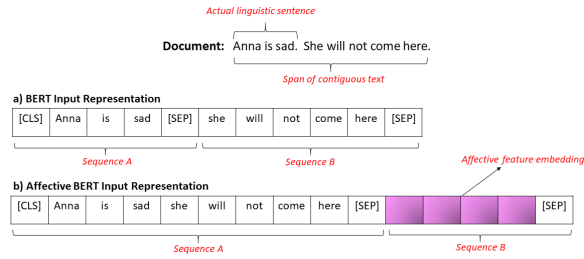 Actual linguistic sentence
Document: Anna is sad. She will not come here.
Span of contiguous text
a) BERT Input Representation
[CLS] Anna is sad [SEP] she will not come here [SEP]
Sequence A Sequence B
Affective feature embedding
b) Affective BERT Input Representation
[CLS] Anna is sad she will not come here [SEP] [SEP]
Sequence A Sequence B